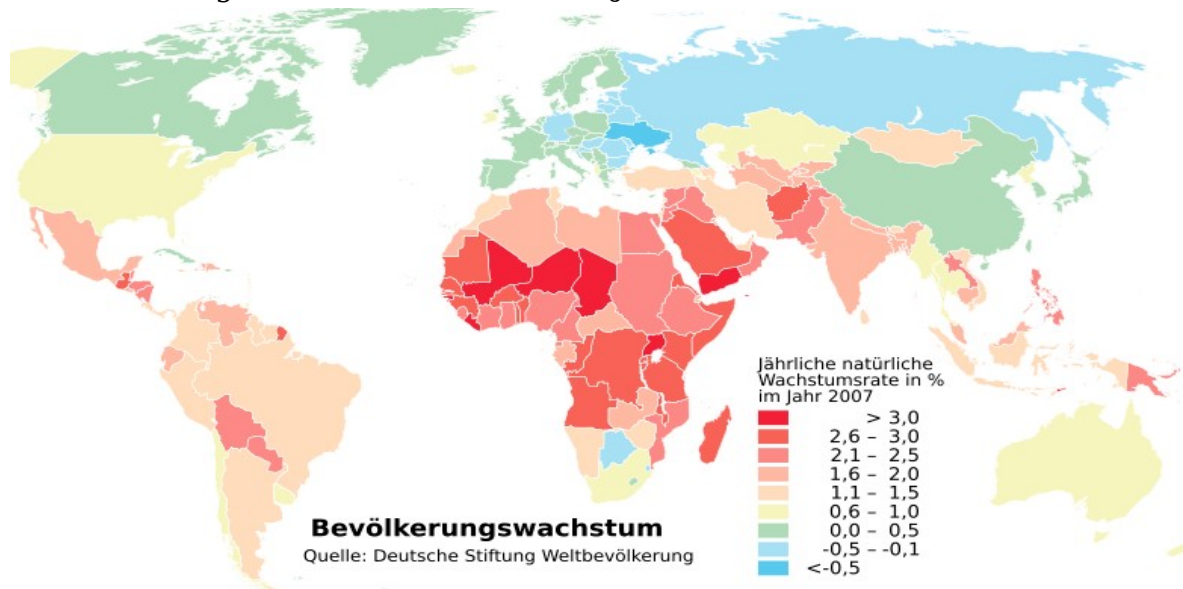 Jährliche natürliche
Wachstumsrate in %
im Jahr 2007
> 3,0
2,6 – 3,0
2,1 – 2,5
1,6 – 2,0
1,1 – 1,5
0,6 – 1,0
0,0 – 0,5
-0,5 – -0,1
<-0,5
Bevölkerungswachstum
Quelle: Deutsche Stiftung Weltbevölkerung